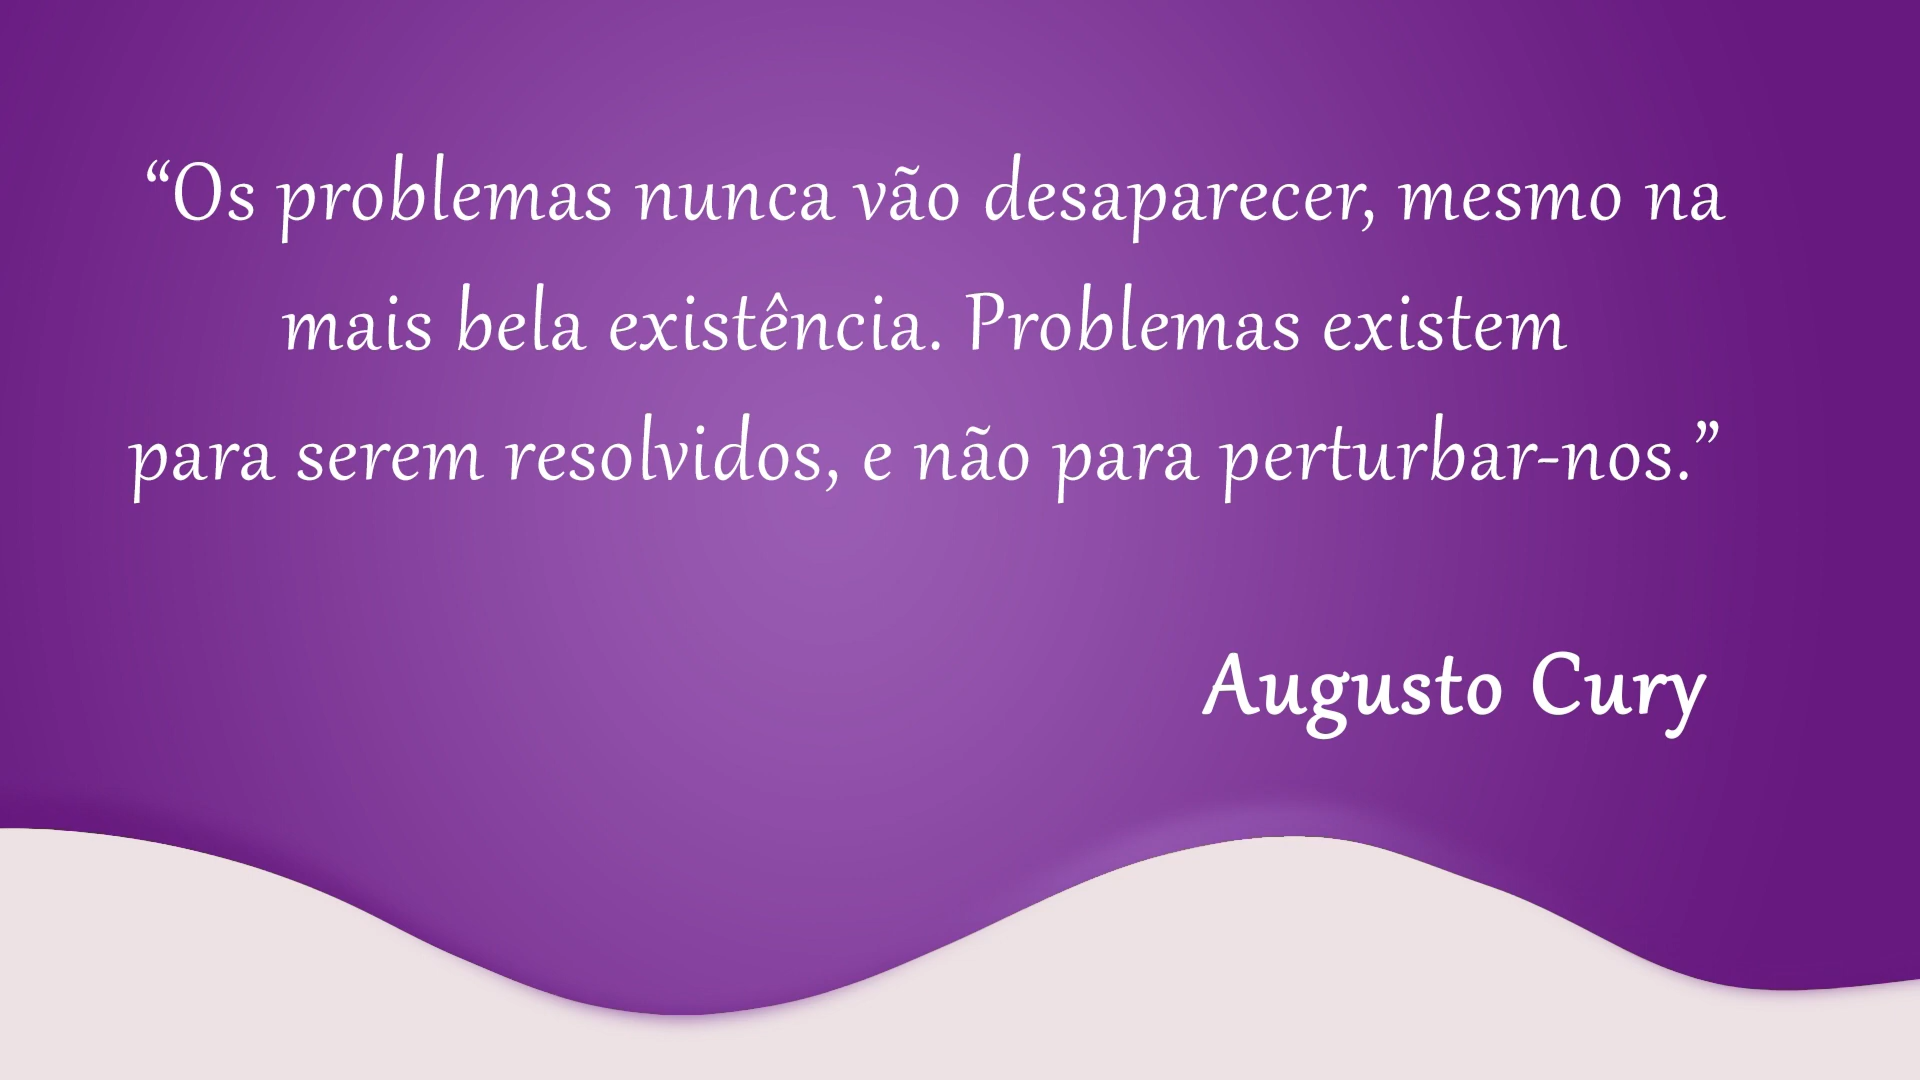 “Os problemas nunca vão desaparecer, mesmo na
mais bela existência. Problemas existem
para serem resolvidos, e não para perturbar-nos.”
Augusto Cury